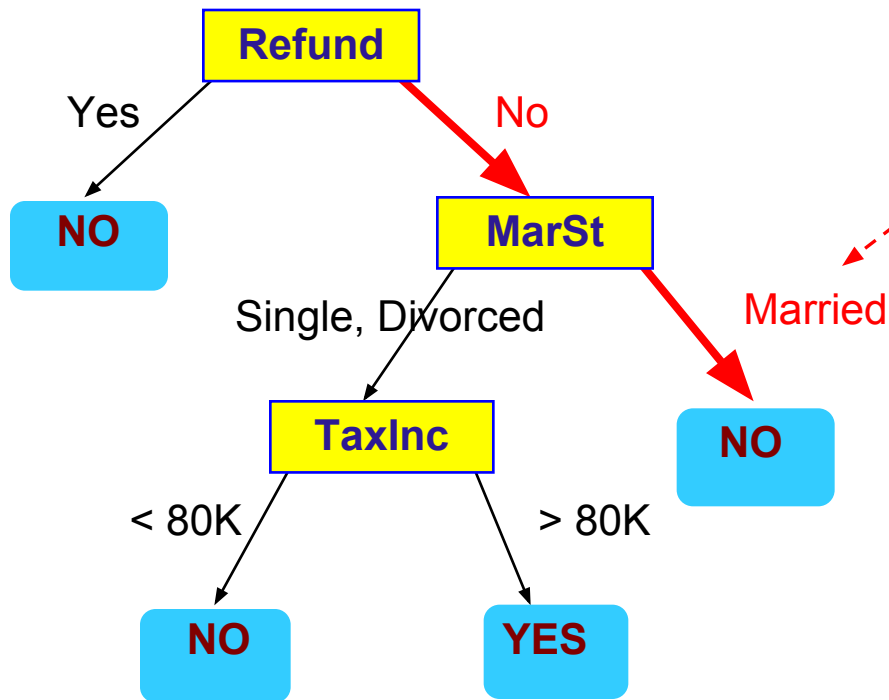 Refund
Yes
No
NO
MarSt
Single, Divorced
Married
TaxInc
NO
< 80K
> 80K
NO
YES